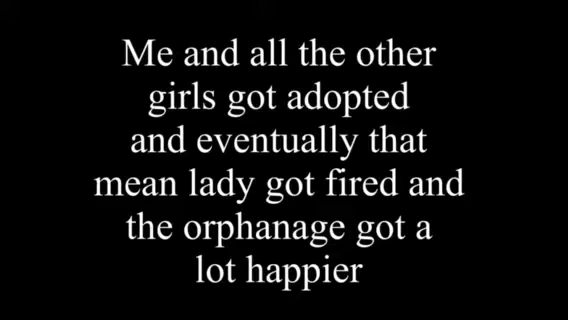 Me and all the other
girls got adopted
and eventually that
mean lady got fired and
the orphanage got a
lot happier